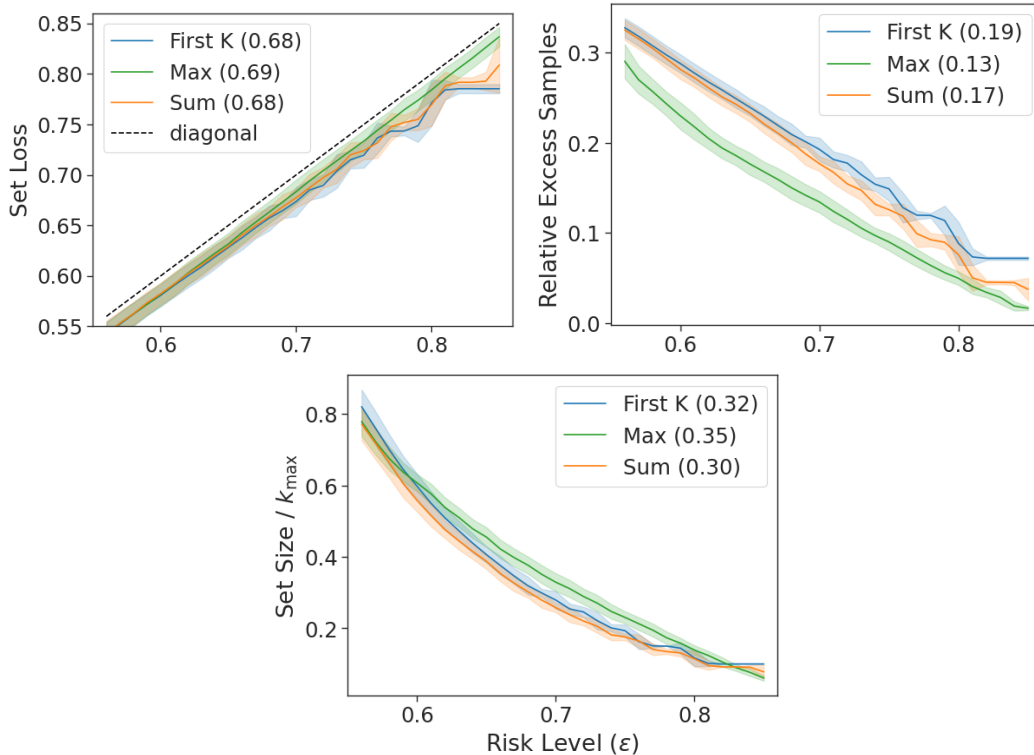 Set Loss
0.85
0.80
0.75
0.70
0.65
0.60
0.55
0.6
0.7
0.8
First K (0.68)
Max (0.69)
Sum (0.68)
diagonal
Relative Excess Samples
0.3
0.2
0.1
0.0
0.6
0.7
0.8
First K (0.19)
Max (0.13)
Sum (0.17)
Set Size / k_max
0.8
0.6
0.4
0.2
0.6
0.7
0.8
First K (0.32)
Max (0.35)
Sum (0.30)
Risk Level (ε)